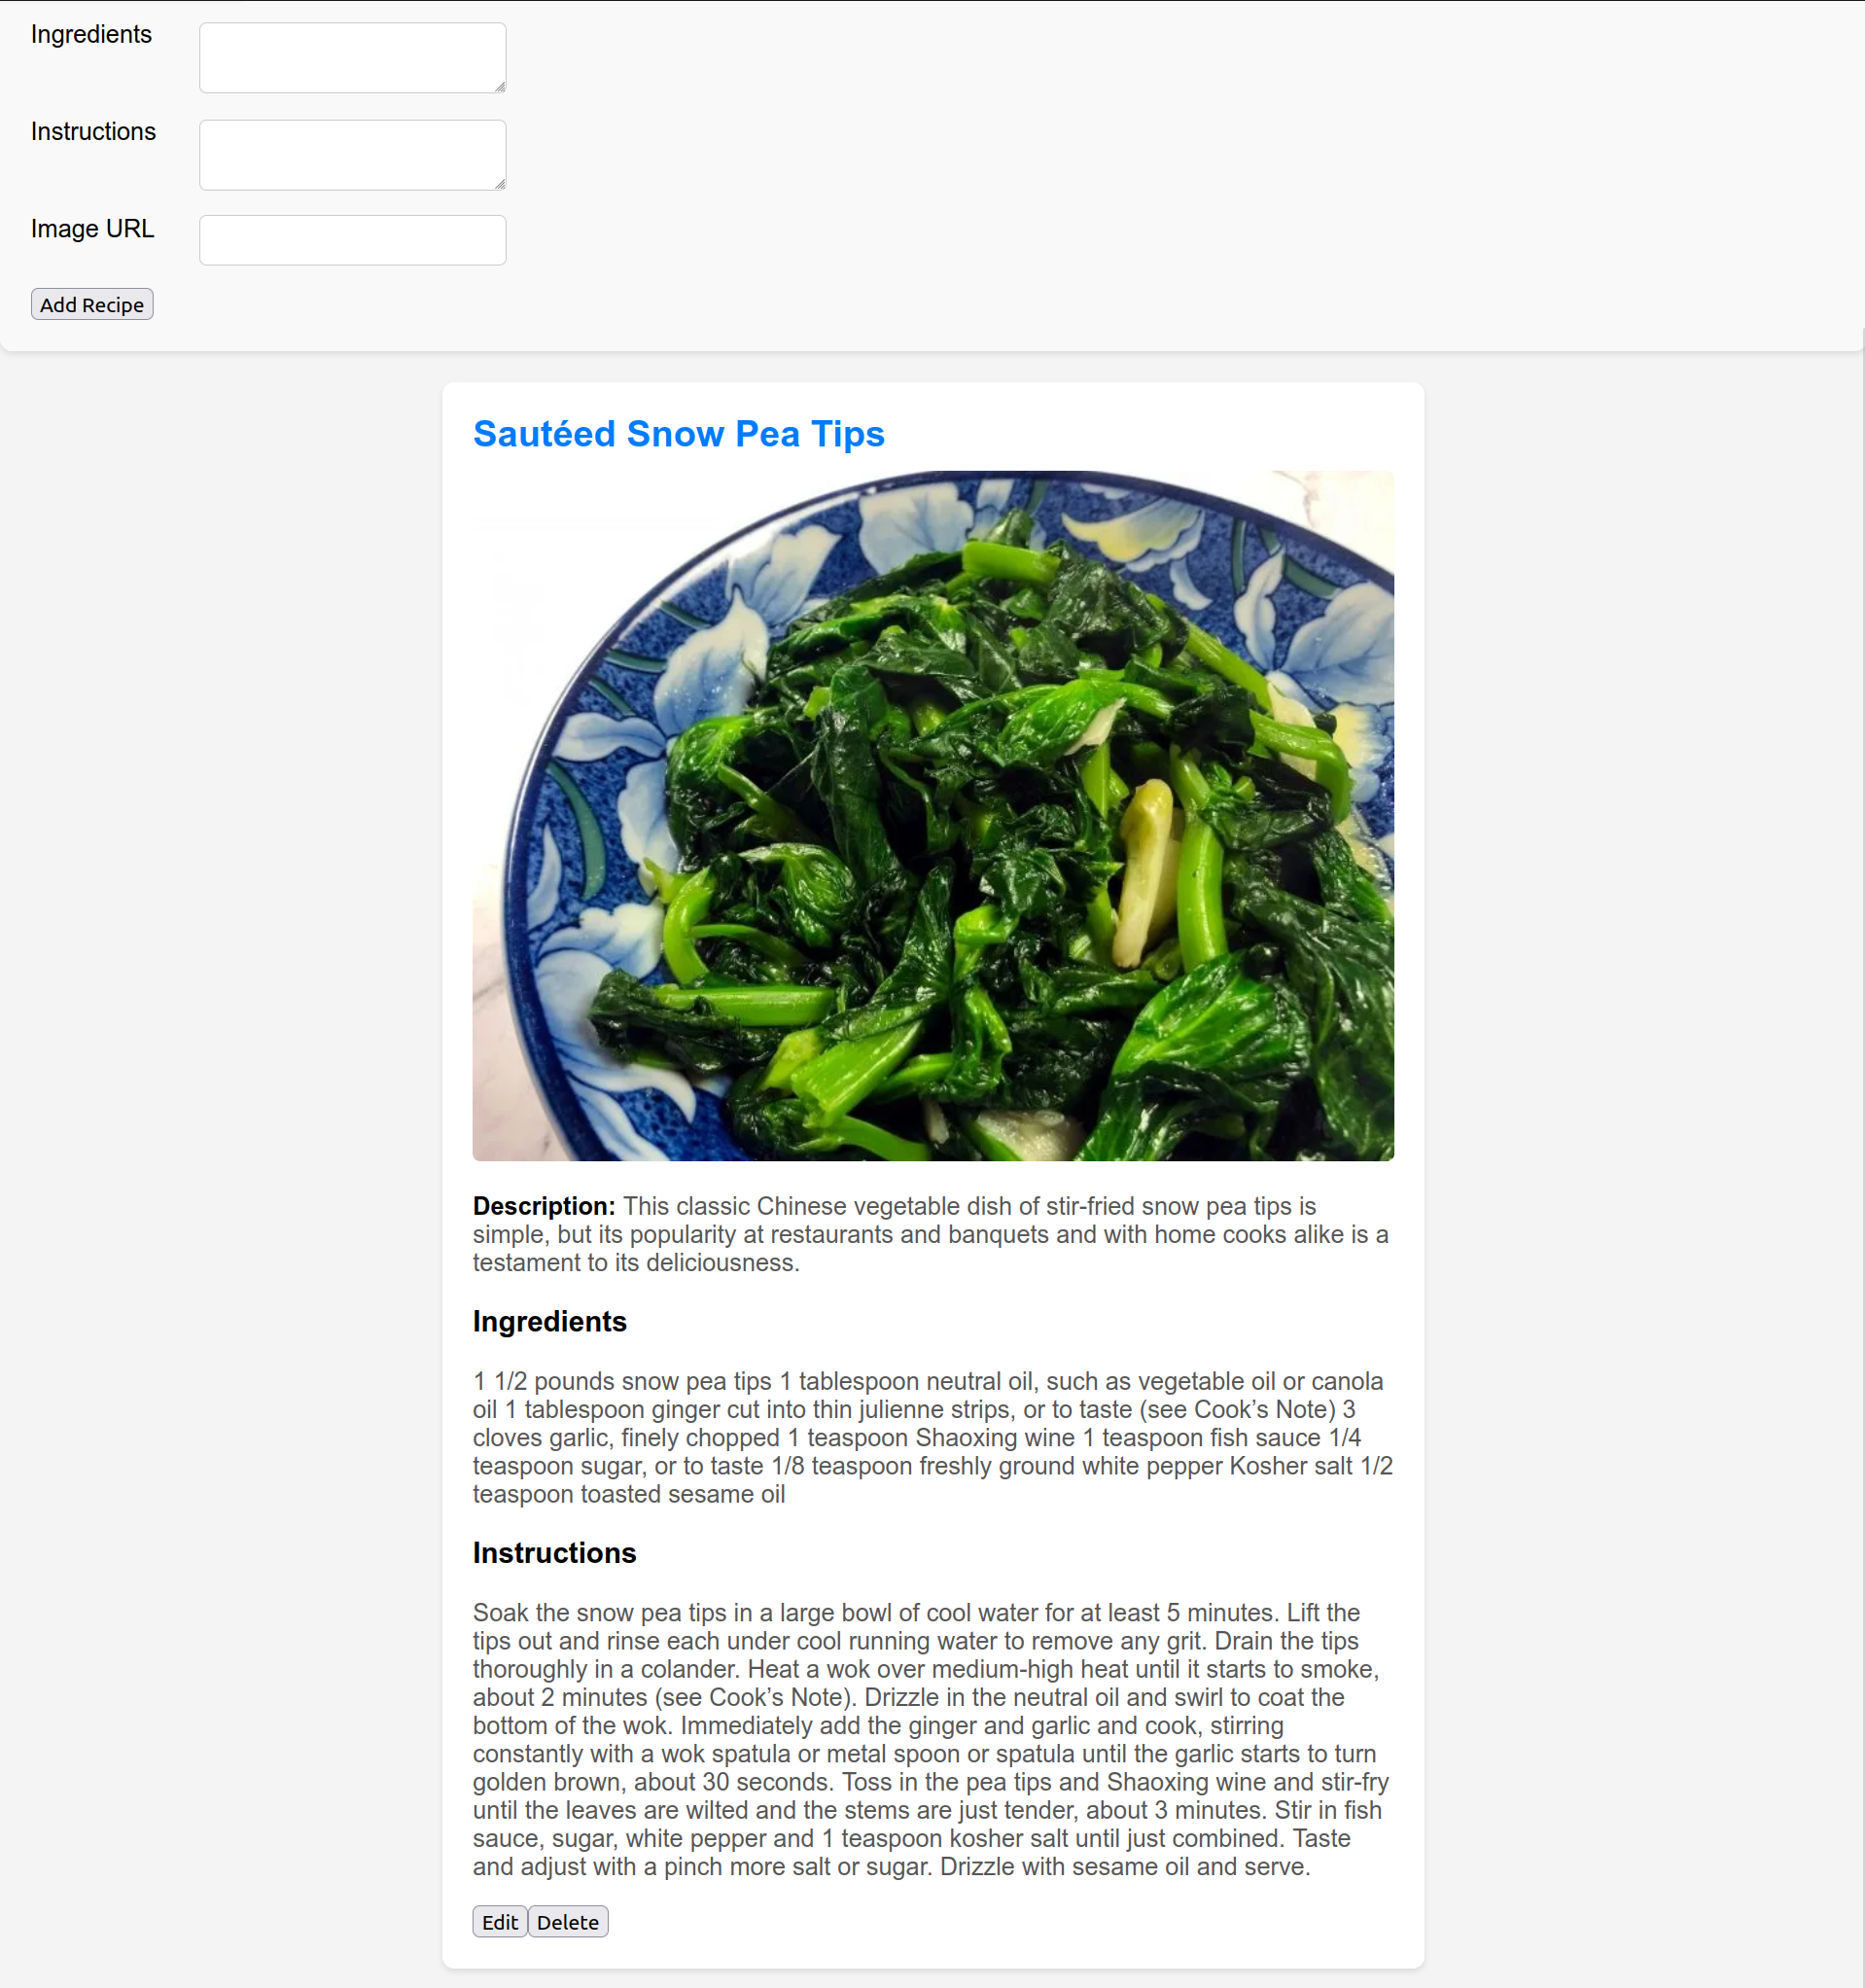 Ingredients
Instructions
Image URL
Add Recipe
Sautéed Snow Pea Tips
Description: This classic Chinese vegetable dish of stir-fried snow pea tips is
simple, but its popularity at restaurants and banquets and with home cooks alike is a
testament to its deliciousness.
Ingredients
1 1/2 pounds snow pea tips 1 tablespoon neutral oil, such as vegetable oil or canola
oil 1 tablespoon ginger cut into thin julienne strips, or to taste (see Cook’s Note) 3
cloves garlic, finely chopped 1 teaspoon Shaoxing wine 1 teaspoon fish sauce 1/4
teaspoon sugar, or to taste 1/8 teaspoon freshly ground white pepper Kosher salt 1/2
teaspoon toasted sesame oil
Instructions
Soak the snow pea tips in a large bowl of cool water for at least 5 minutes. Lift the
tips out and rinse each under cool running water to remove any grit. Drain the tips
thoroughly in a colander. Heat a wok over medium-high heat until it starts to smoke,
about 2 minutes (see Cook’s Note). Drizzle in the neutral oil and swirl to coat the
bottom of the wok. Immediately add the ginger and garlic and cook, stirring
constantly with a wok spatula or metal spoon or spatula until the garlic starts to turn
golden brown, about 30 seconds. Toss in the pea tips and Shaoxing wine and stir-fry
until the leaves are wilted and the stems are just tender, about 3 minutes. Stir in fish
sauce, sugar, white pepper and 1 teaspoon kosher salt until just combined. Taste
and adjust with a pinch more salt or sugar. Drizzle with sesame oil and serve.
Edit Delete